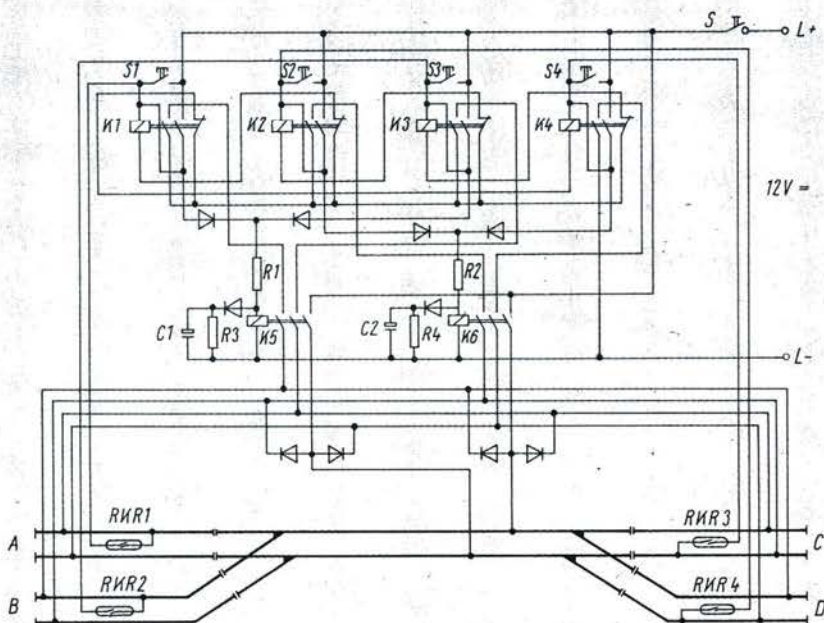 S L+
S1 S2 S3 S4
K1 K2 K3 K4
12V =
R1 R2
C1 R3 K5 C2 R4 K6
L-
RKR1 RKR3
A C
RKR2 RKR4
B D